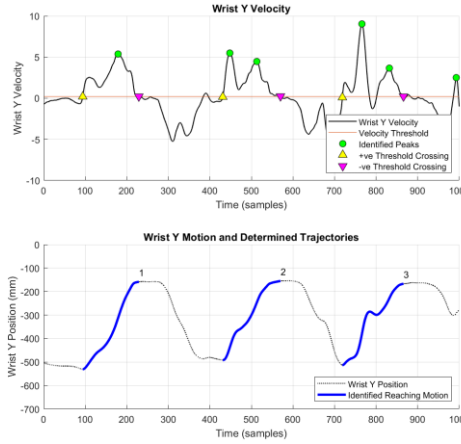 Wrist Y Velocity
10
5
0
-5
-10
Wrist Y Velocity
0 100 200 300 400 500 600 700 800 900 1000
Time (samples)
Wrist Y Velocity
Velocity Threshold
Identified Peaks
+ve Threshold Crossing
-ve Threshold Crossing
Wrist Y Motion and Determined Trajectories
0
-100
-200
-300
-400
-500
-600
-700
Wrist Y Position (mm)
1 2 3
0 100 200 300 400 500 600 700 800 900 1000
Time (samples)
Wrist Y Position
Identified Reaching Motion